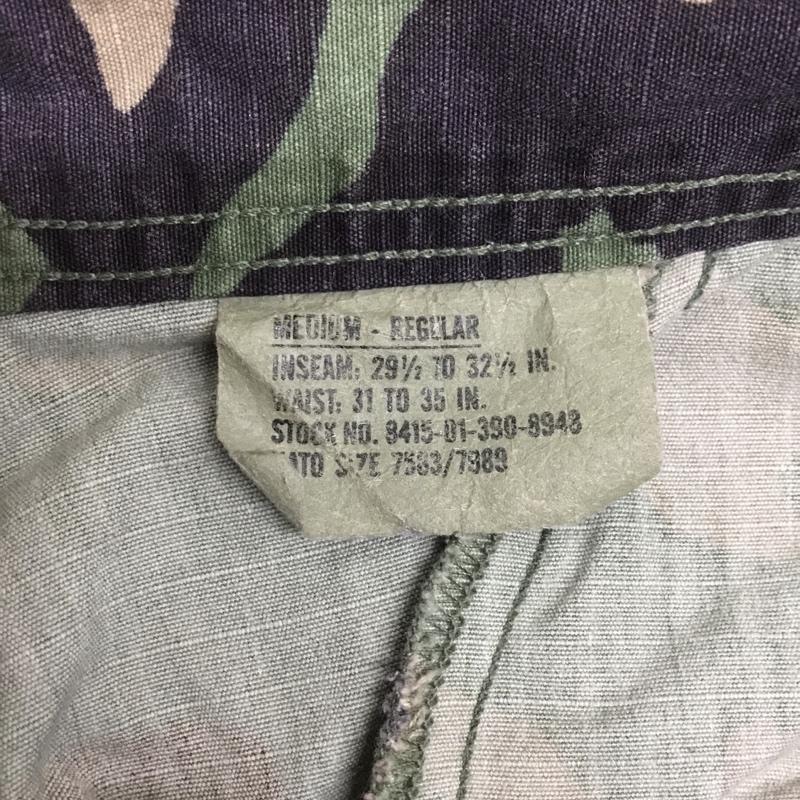 MEDIUM - REGULAR
INSEAM: 29½ TO 32½ IN.
WAIST: 31 TO 35 IN.
STOCK NO. 8415-01-390-8948
NATO SIZE 7583/7989